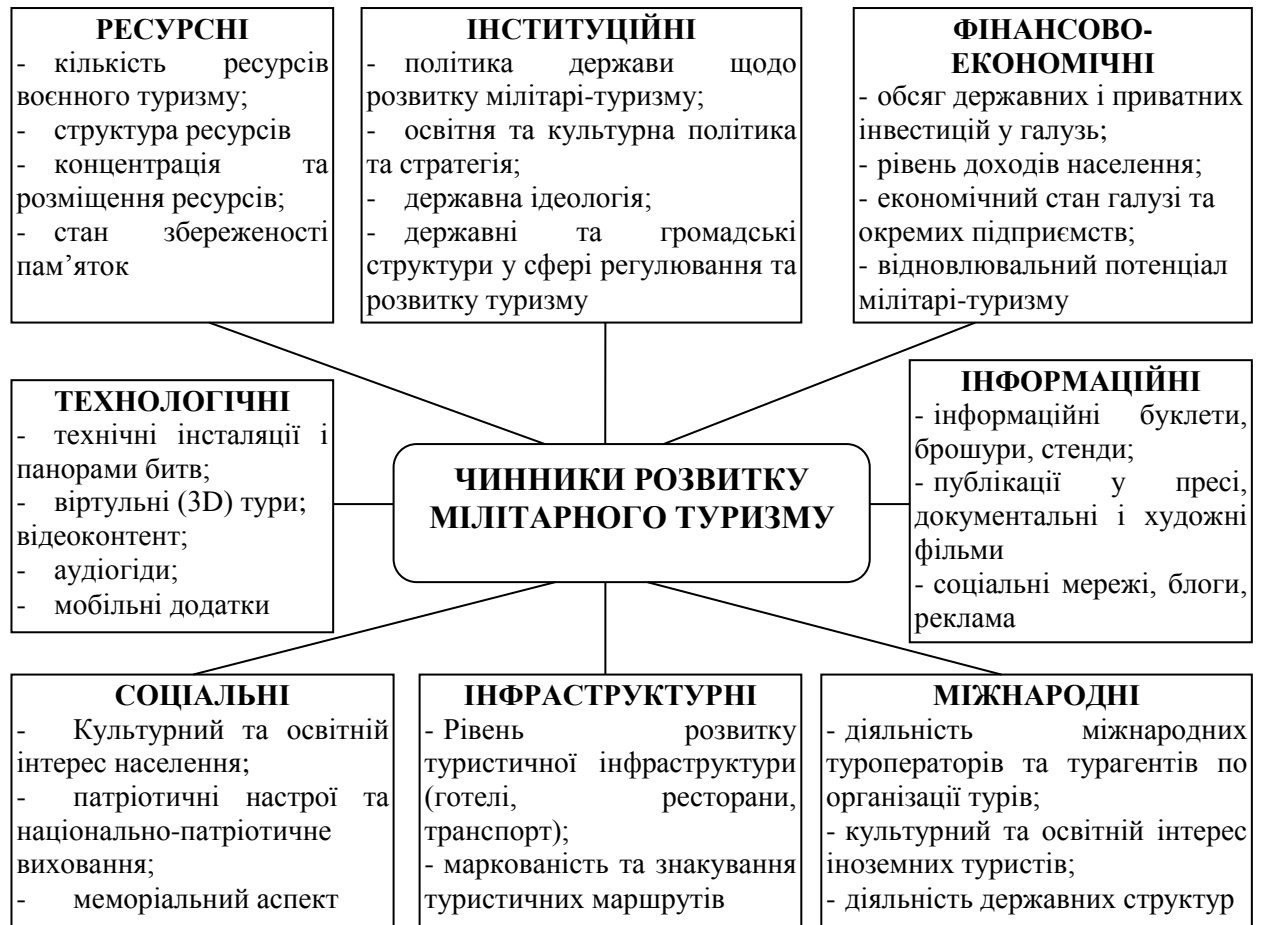 РЕСУРСНІ
- кількість ресурсів
воєнного туризму;
- структура ресурсів
- концентрація та
розміщення ресурсів;
- стан збереженості
пам’яток
ІНСТИТУЦІЙНІ
- політика держави щодо
розвитку мілітарі-туризму;
- освітня та культурна політика
та стратегія;
- державна ідеологія;
- державні та громадські
структури у сфері регулювання та
розвитку туризму
ФІНАНСОВО-
ЕКОНОМІЧНІ
- обсяг державних і приватних
інвестицій у галузь;
- рівень доходів населення;
- економічний стан галузі та
окремих підприємств;
- відновлювальний потенціал
мілітарі-туризму
ТЕХНОЛОГІЧНІ
- технічні інсталяції і
панорами битв;
- віртульні (3D) тури;
відеоконтент;
- аудіогіди;
- мобільні додатки
ЧИННИКИ РОЗВИТКУ
МІЛІТАРНОГО ТУРИЗМУ
ІНФОРМАЦІЙНІ
- інформаційні буклети,
брошури, стенди;
- публікації у пресі,
документальні і художні
фільми
- соціальні мережі, блоги,
реклама
СОЦІАЛЬНІ
- Культурний та освітній
інтерес населення;
- патріотичні настрої та
національно-патріотичне
виховання;
- меморіальний аспект
ІНФРАСТРУКТУРНІ
- Рівень розвитку
туристичної інфраструктури
(готелі, ресторани,
транспорт);
- маркованість та знакування
туристичних маршрутів
МІЖНАРОДНІ
- діяльність міжнародних
туроператорів та турагентів по
організації турів;
- культурний та освітній інтерес
іноземних туристів;
- діяльність державних структур